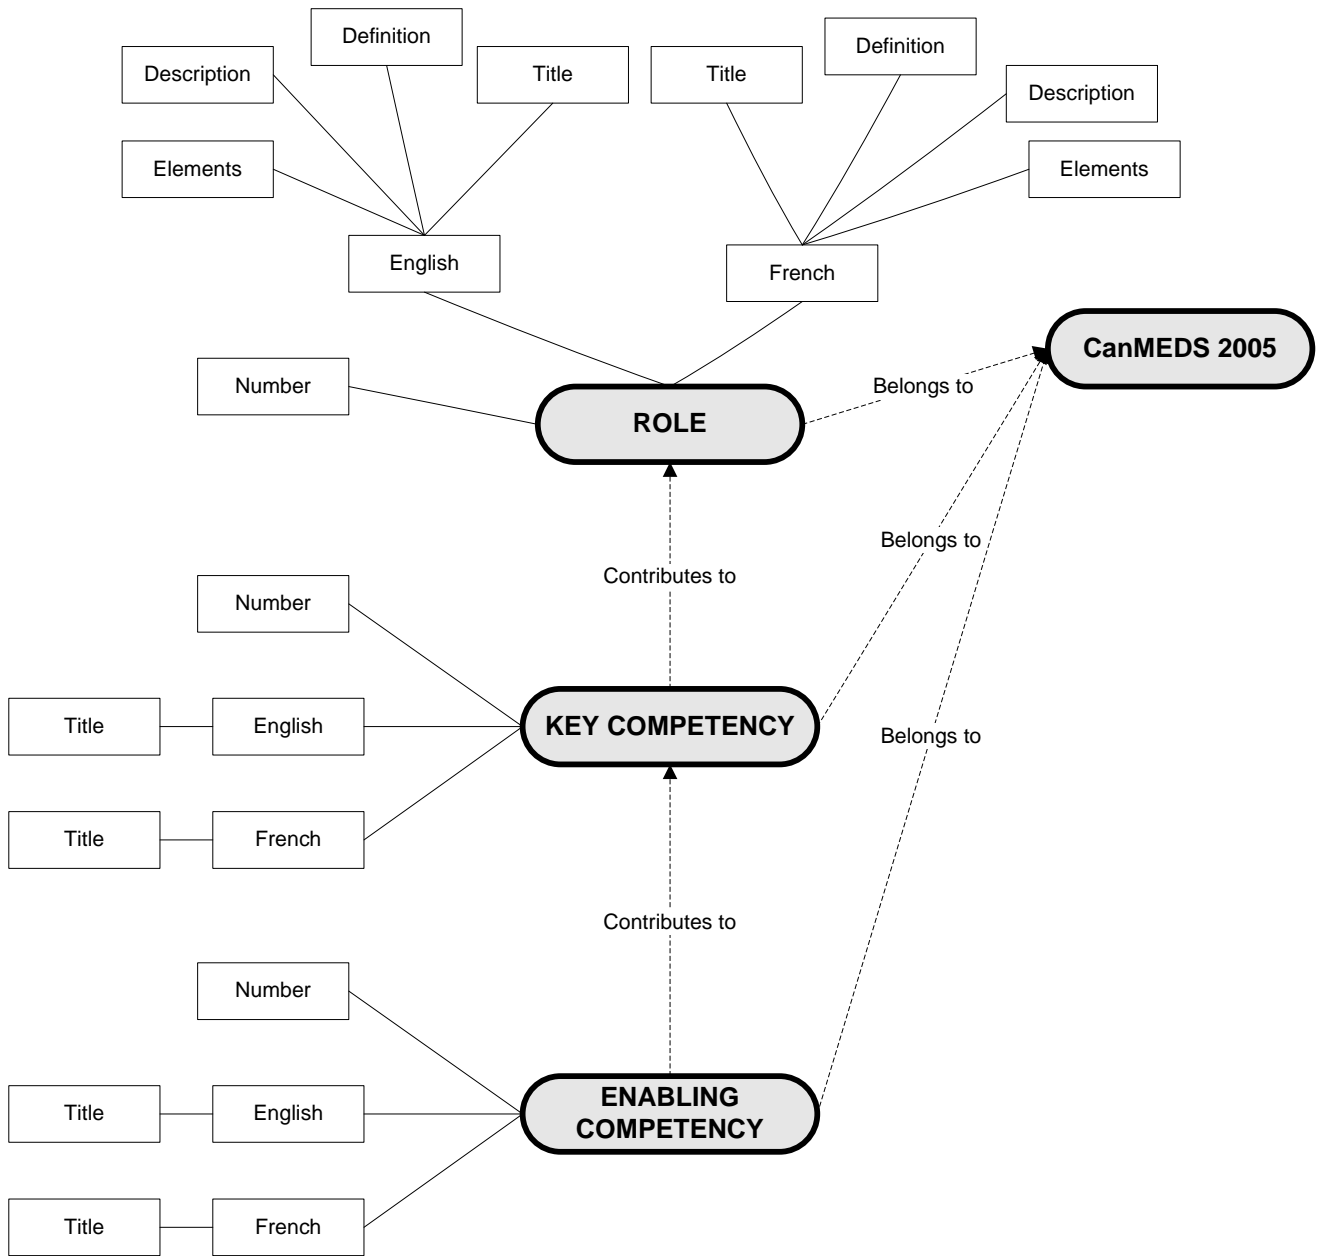 Definition
Definition
Description
Title
Title
Description
Elements
Elements
English
French
CanMEDS 2005
Number
Belongs to
ROLE
Belongs to
Contributes to
Number
Title
English
KEY COMPETENCY
Belongs to
Title
French
Contributes to
Number
Title
English
ENABLING
COMPETENCY
Title
French